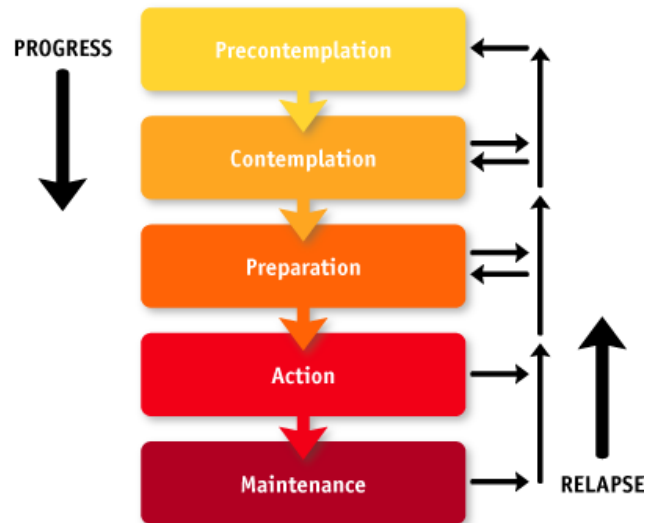 PROGRESS
Precontemplation
Contemplation
Preparation
Action
Maintenance
RELAPSE